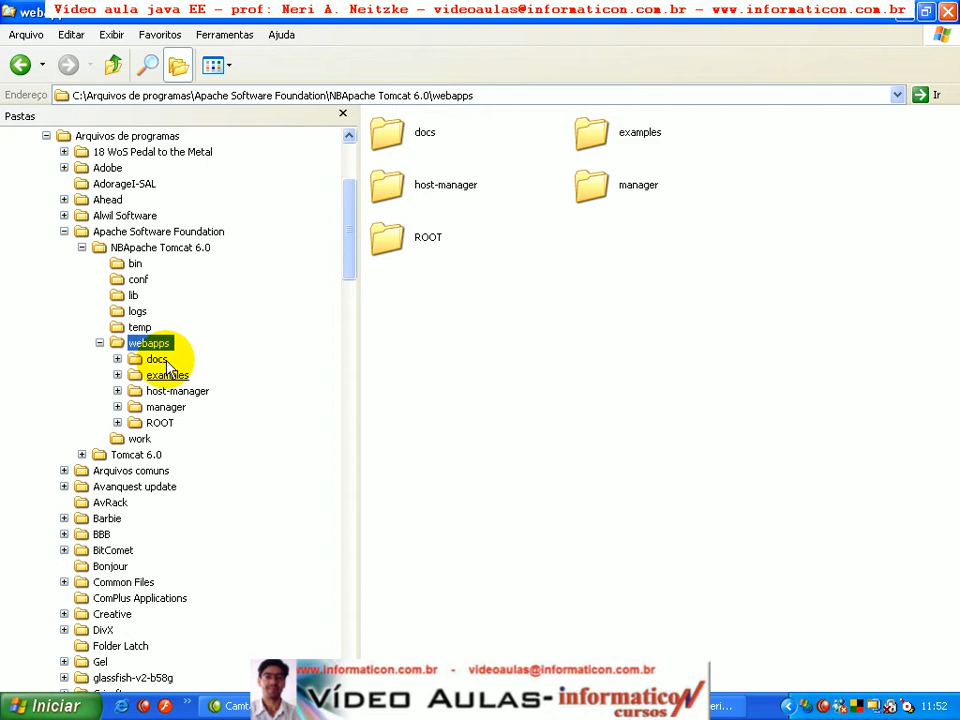 webapps
Vídeo aula java EE – prof: Neri A. Neitzke – videoaulas@informaticon.com.br – www.informaticon.com.br
Arquivo Editar Exibir Favoritos Ferramentas Ajuda
Endereço C:\Arquivos de programas\Apache Software Foundation\NBApache Tomcat 6.0\webapps Ir
Pastas
Arquivos de programas
18 WoS Pedal to the Metal
Adobe
AdorageI-SAL
Ahead
Alwil Software
Apache Software Foundation
NBApache Tomcat 6.0
bin
conf
lib
logs
temp
webapps
docs
examples
host-manager
manager
ROOT
work
Tomcat 6.0
Arquivos comuns
Avanquest update
AvRack
Barbie
BBB
BitComet
Bonjour
Common Files
ComPlus Applications
Creative
DivX
Folder Latch
Gel
glassfish-v2-b58g
docs examples
host-manager manager
ROOT
www.informaticon.com.br - videoaulas@informaticon.com.br
VÍDEO AULAS- informaticoN
cursos
Iniciar
11:52